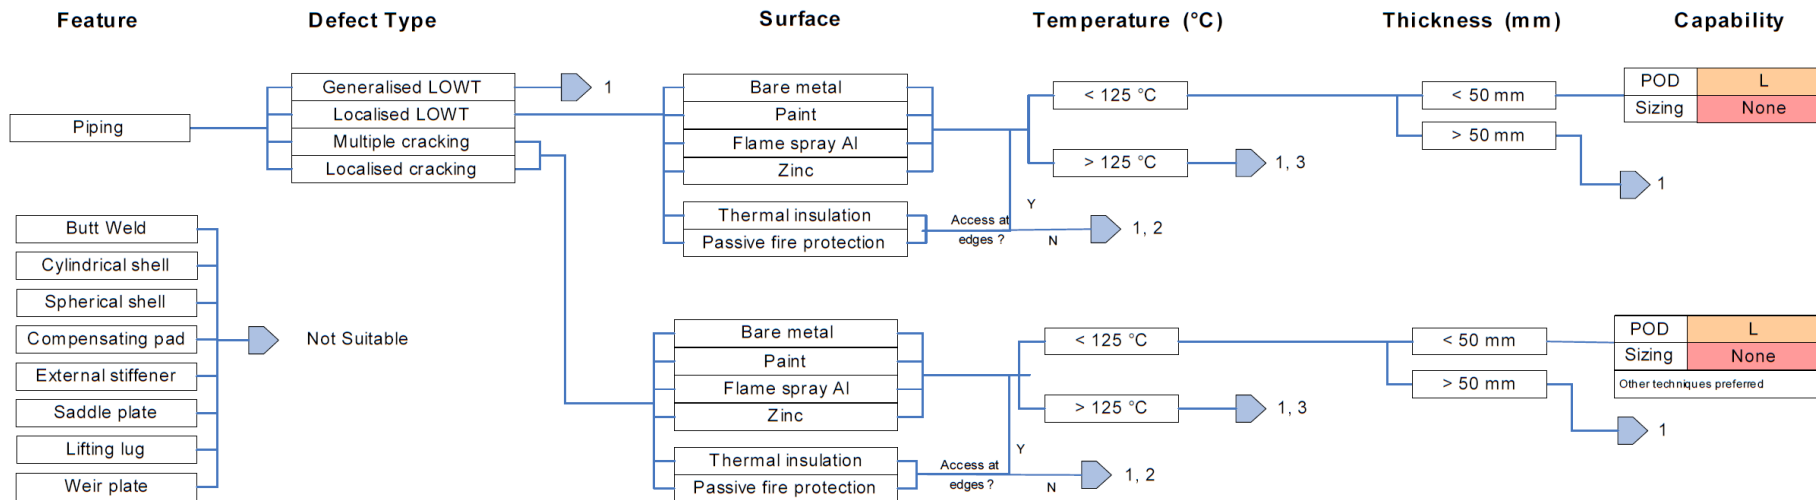 Feature
Defect Type
Surface
Temperature (°C)
Thickness (mm)
Capability
Piping
Generalised LOWT
Localised LOWT
Multiple cracking
Localised cracking
1
Bare metal
Paint
Flame spray Al
Zinc
Thermal insulation
Passive fire protection
Access at
edges ?
Y
N
1, 2
< 125 °C
> 125 °C
1, 3
< 50 mm
> 50 mm
1
POD L
Sizing None
Butt Weld
Cylindrical shell
Spherical shell
Compensating pad
External stiffener
Saddle plate
Lifting lug
Weir plate
Not Suitable
Bare metal
Paint
Flame spray Al
Zinc
Thermal insulation
Passive fire protection
Access at
edges ?
Y
N
1, 2
< 125 °C
> 125 °C
1, 3
< 50 mm
> 50 mm
1
POD L
Sizing None
Other techniques preferred